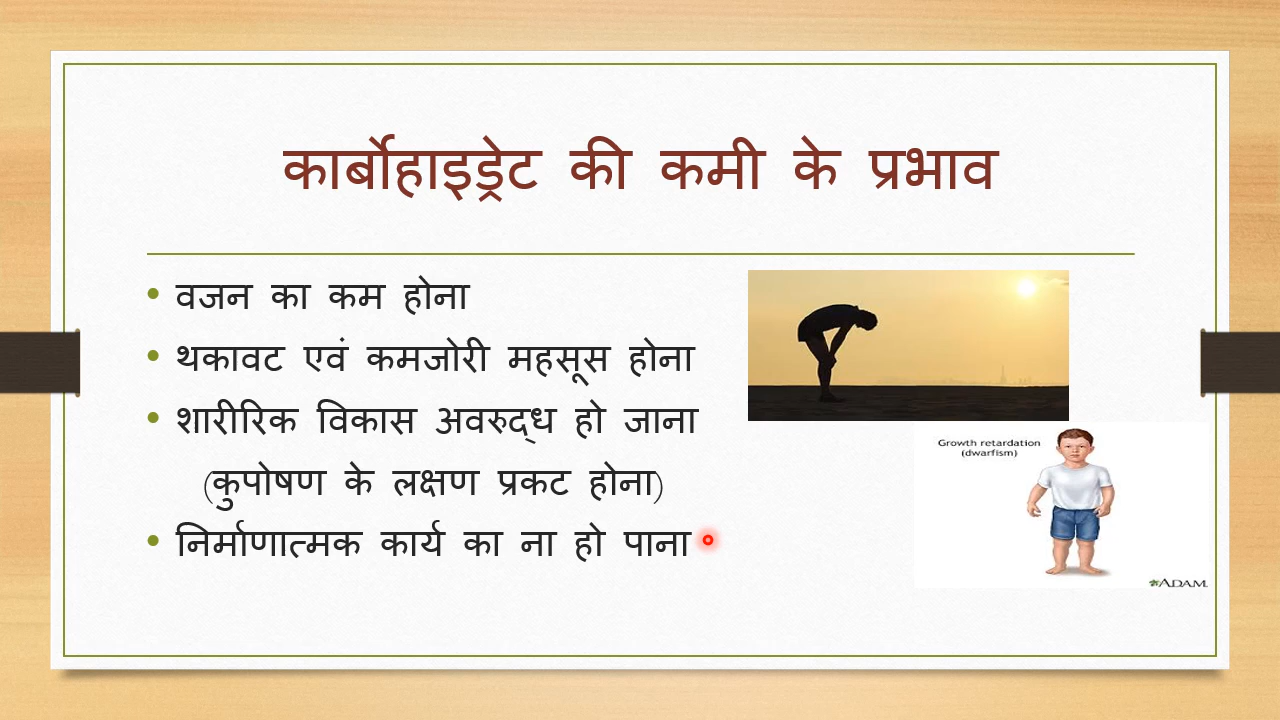 कार्बोहाइड्रेट की कमी के प्रभाव
• वजन का कम होना
• थकावट एवं कमजोरी महसूस होना
• शारीरिक विकास अवरुद्ध हो जाना
(कुपोषण के लक्षण प्रकट होना)
• निर्माणात्मक कार्य का ना हो पाना
Growth retardation
(dwarfism)
ADAM.